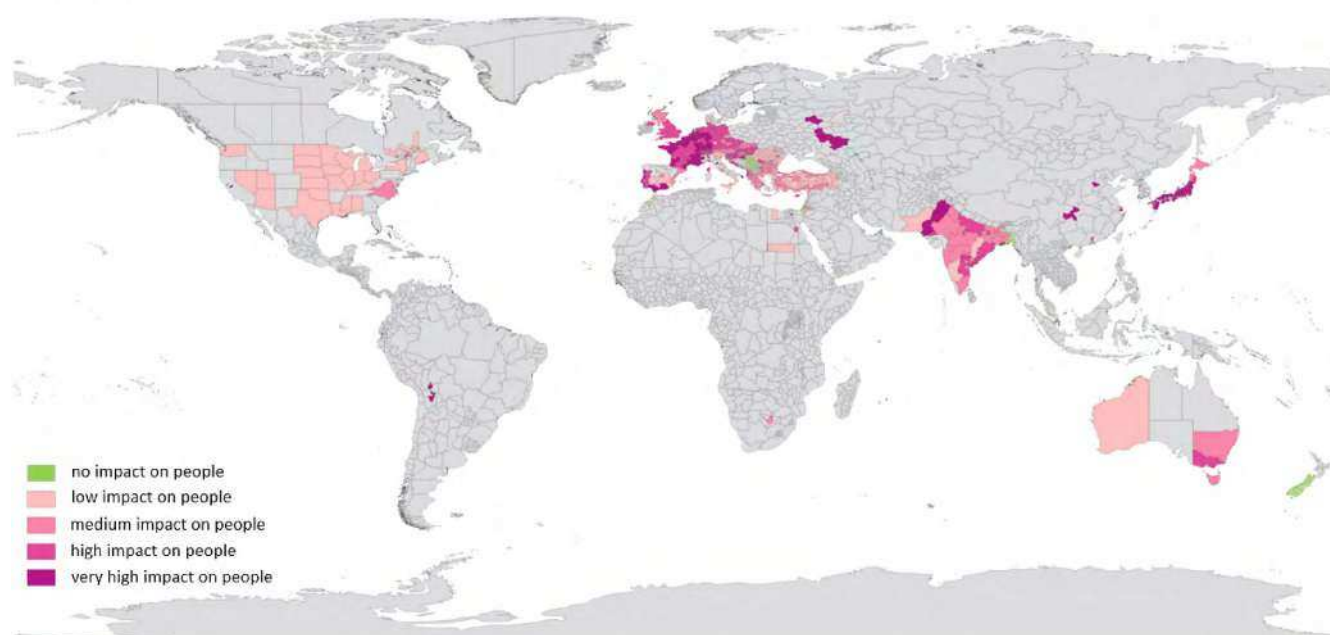 no impact on people
low impact on people
medium impact on people
high impact on people
very high impact on people